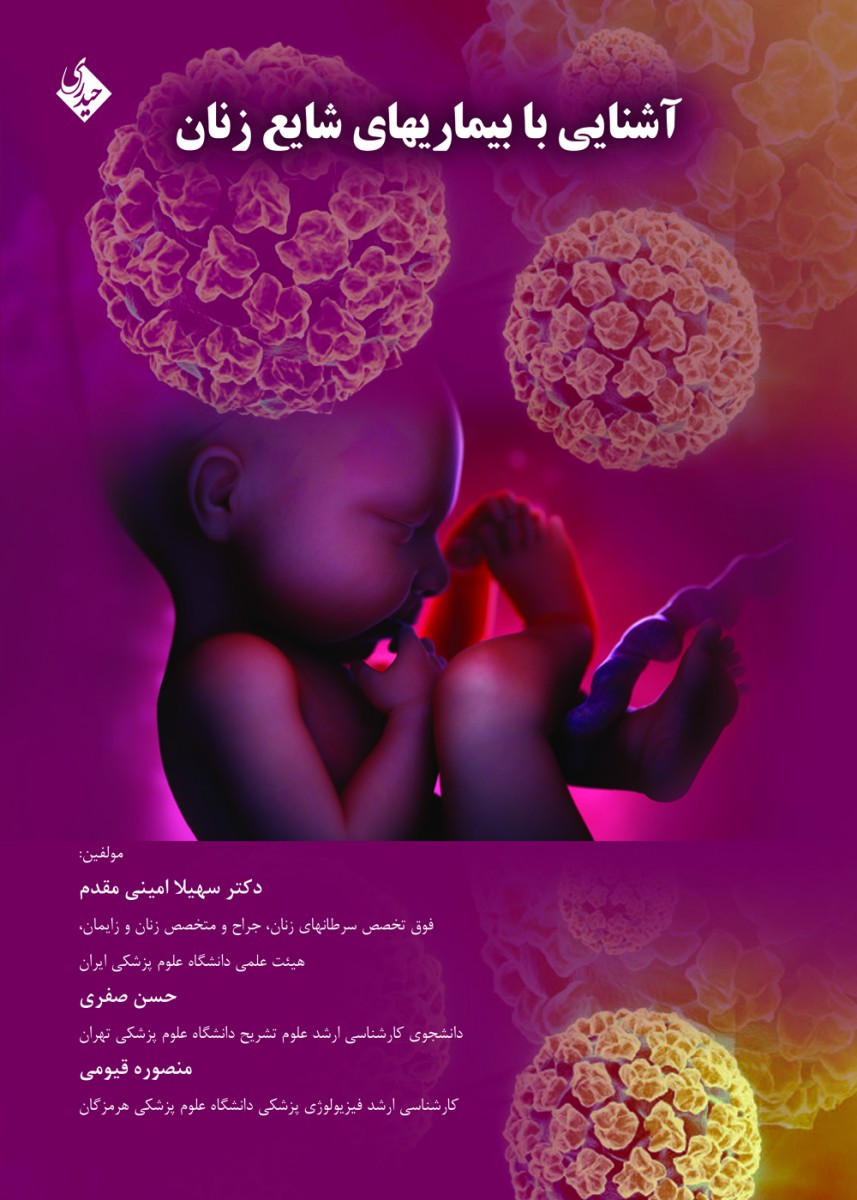 حیدری
آشنایی با بیماریهای شایع زنان
مولفین:
دکتر سهیلا امینی مقدم
فوق تخصص سرطانهای زنان، جراح و متخصص زنان و زایمان،
هیئت علمی دانشگاه علوم پزشکی ایران
حسن صفری
دانشجوی کارشناسی ارشد علوم تشریح دانشگاه علوم پزشکی تهران
منصوره قیومی
کارشناسی ارشد فیزیولوژی پزشکی دانشگاه علوم پزشکی هرمزگان